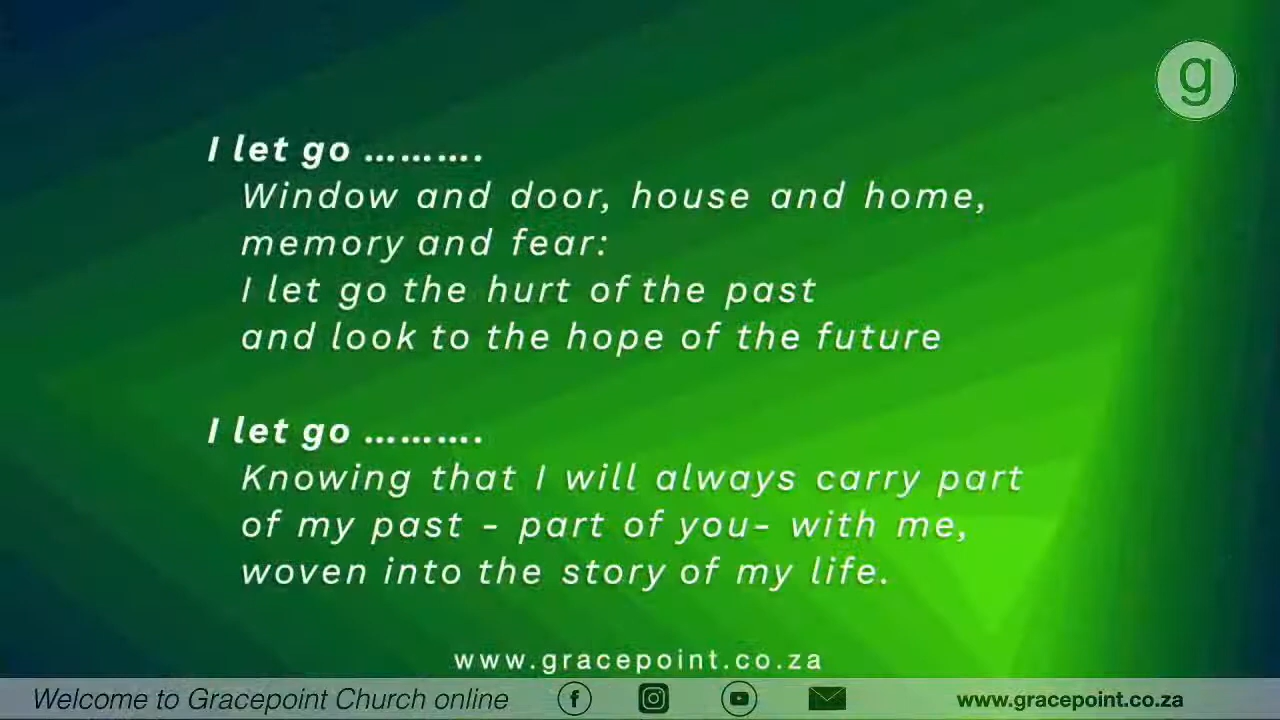 g
I let go ……….
Window and door, house and home,
memory and fear:
I let go the hurt of the past
and look to the hope of the future
I let go ……….
Knowing that I will always carry part
of my past - part of you- with me,
woven into the story of my life.
www.gracepoint.co.za
Welcome to Gracepoint Church online f www.gracepoint.co.za